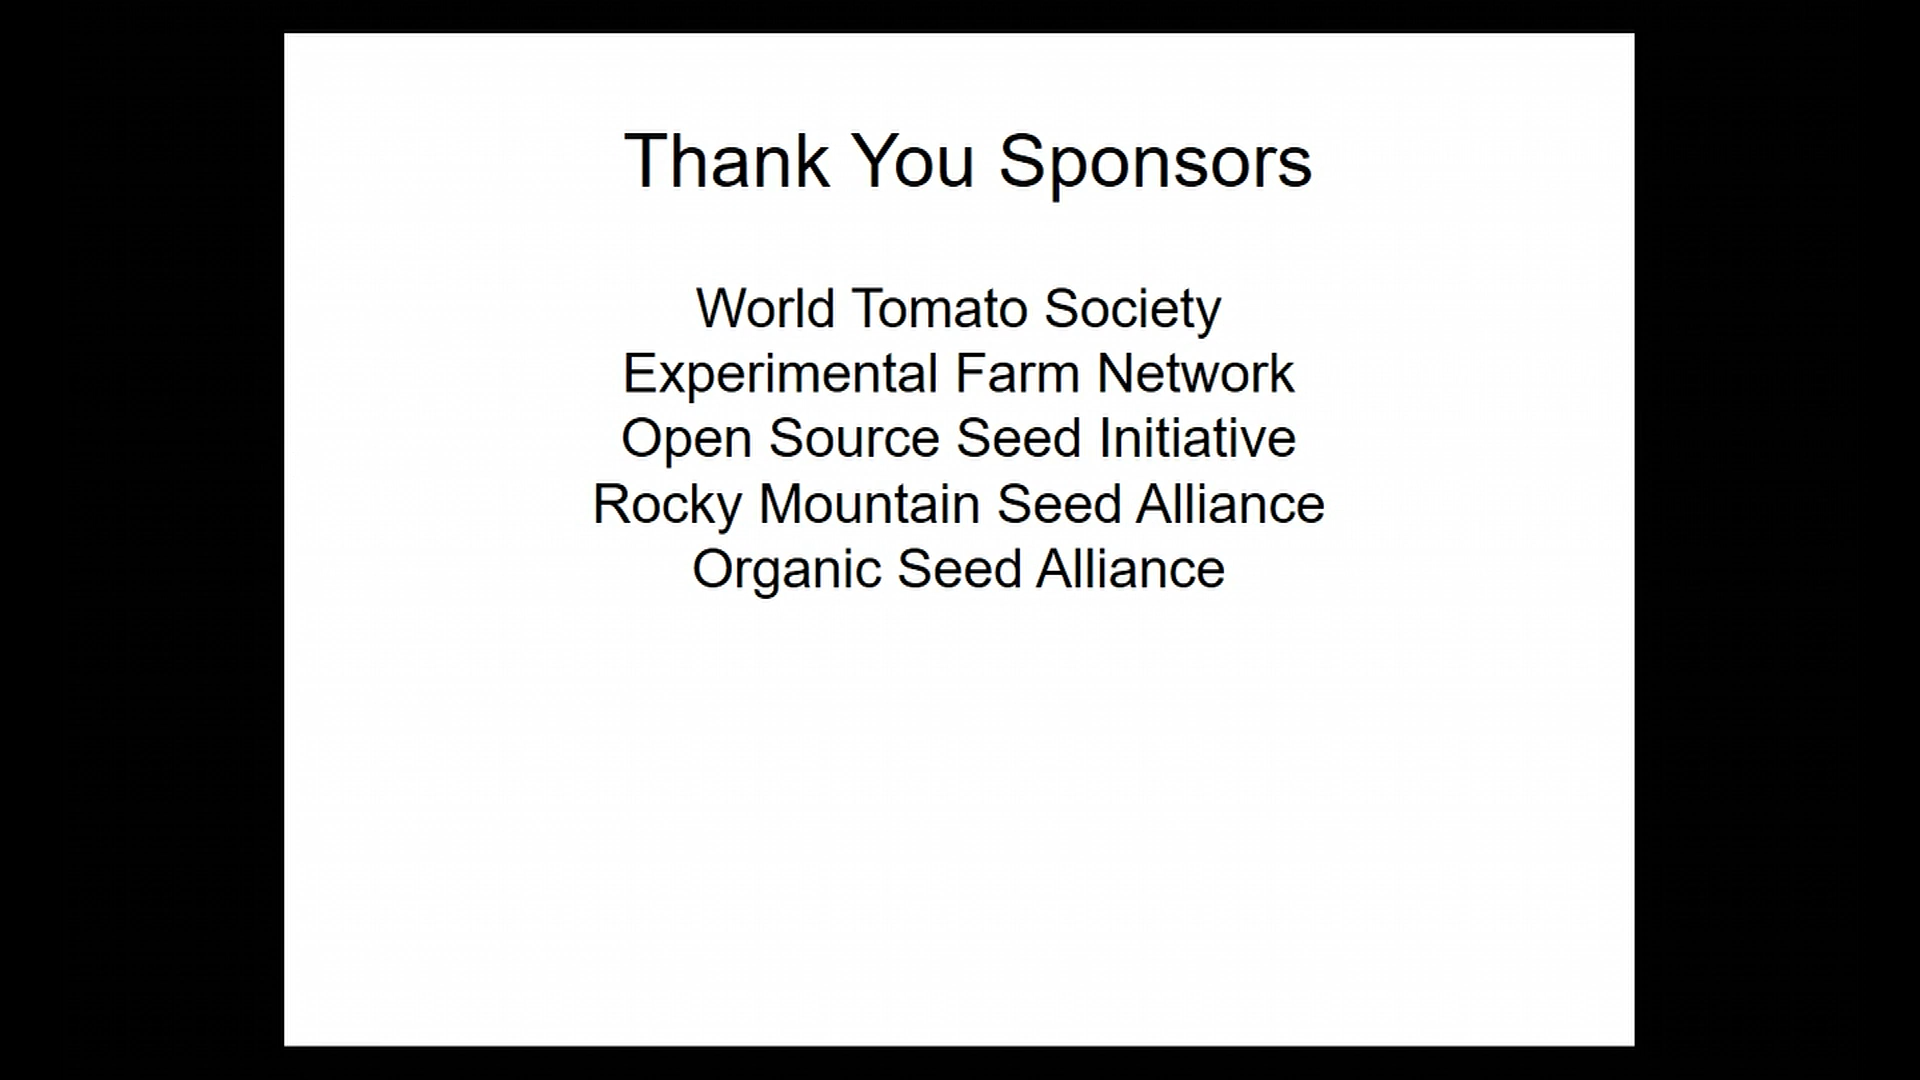 Thank You Sponsors
World Tomato Society
Experimental Farm Network
Open Source Seed Initiative
Rocky Mountain Seed Alliance
Organic Seed Alliance